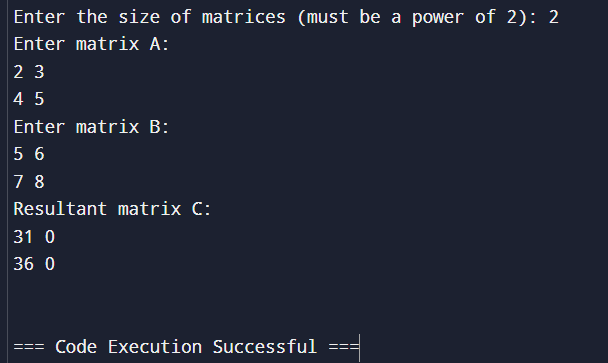 Enter the size of matrices (must be a power of 2): 2
Enter matrix A:
2 3
4 5
Enter matrix B:
5 6
7 8
Resultant matrix C:
31 0
36 0
=== Code Execution Successful ===